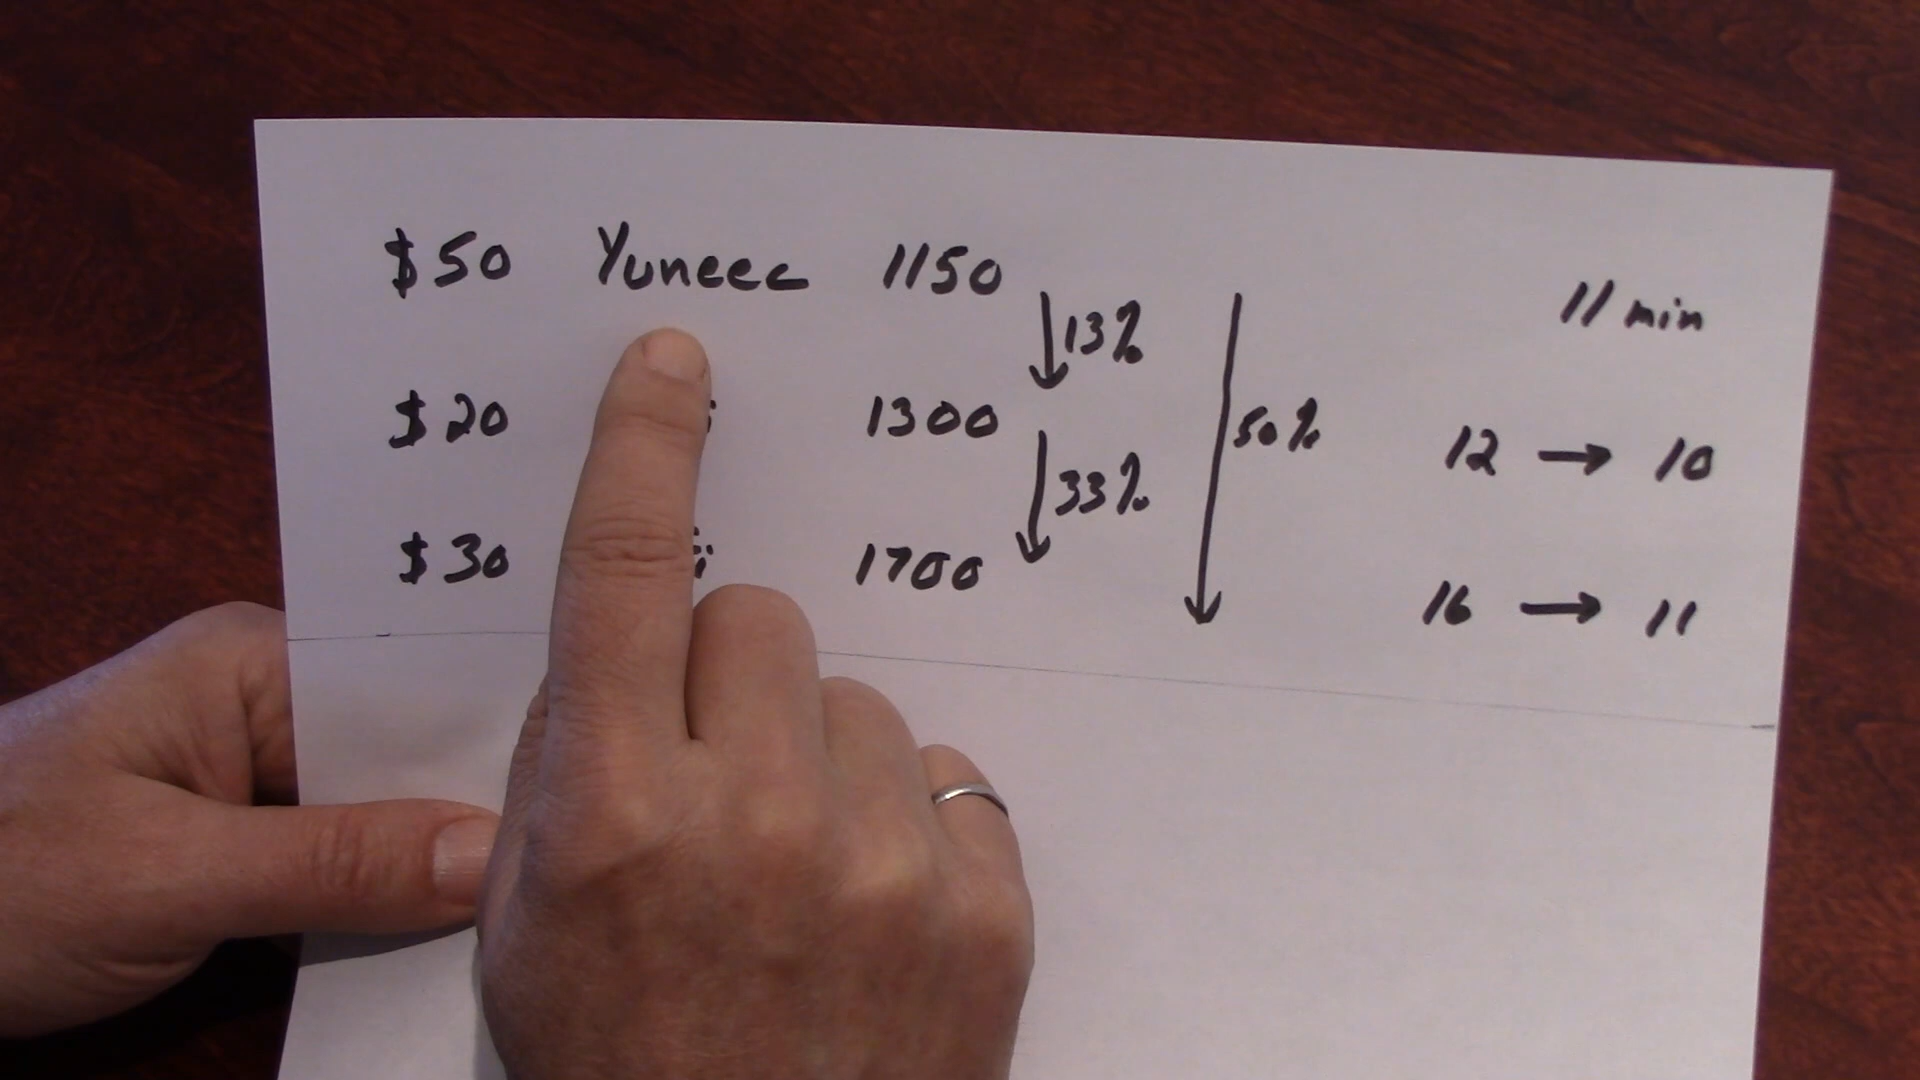 $50 Yuneec 1150 11 min
↓13%
$20 1300 ↓50% 12 → 10
↓33%
$30 1700 16 → 11